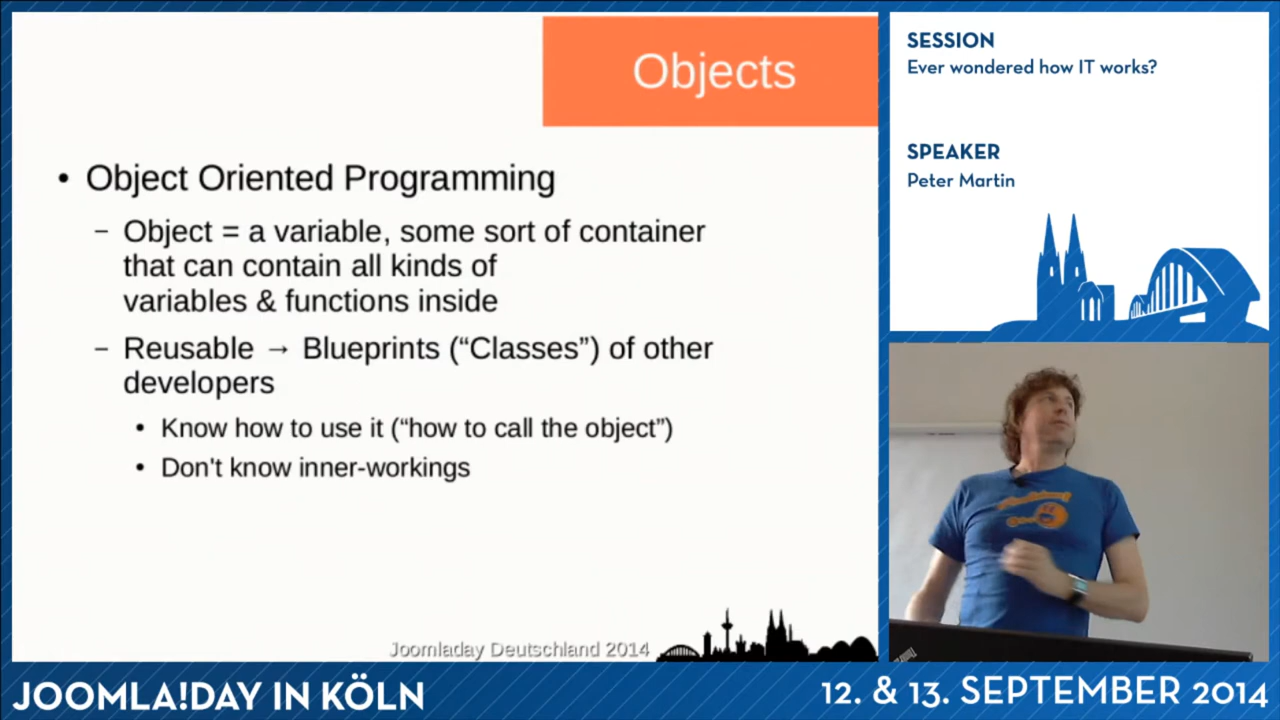 Objects
• Object Oriented Programming
– Object = a variable, some sort of container
that can contain all kinds of
variables & functions inside
– Reusable → Blueprints (“Classes”) of other
developers
• Know how to use it (“how to call the object”)
• Don't know inner-workings
Joomladay Deutschland 2014
SESSION
Ever wondered how IT works?
SPEAKER
Peter Martin
JOOMLA!DAY IN KÖLN
12. & 13. SEPTEMBER 2014